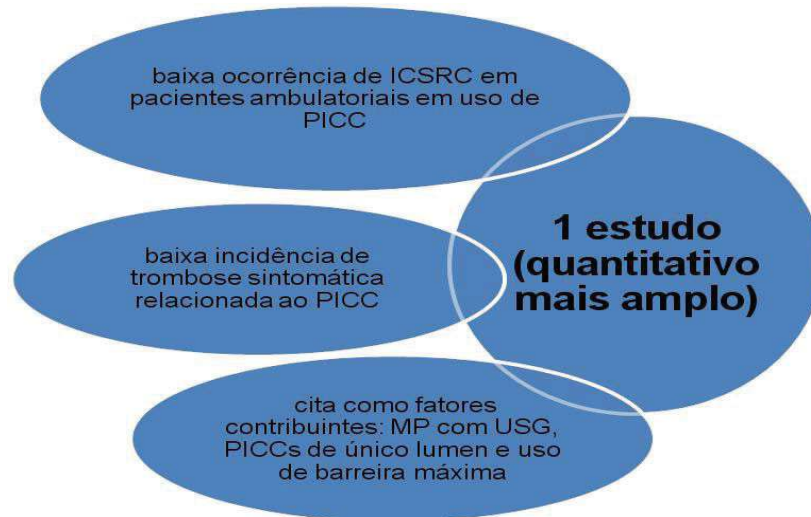 baixa ocorrência de ICSRC em
pacientes ambulatoriais em uso de
PICC
baixa incidência de
trombose sintomática
relacionada ao PICC
cita como fatores
contribuintes: MP com USG,
PICCs de único lumen e uso
de barreira máxima
1 estudo
(quantitativo
mais amplo)